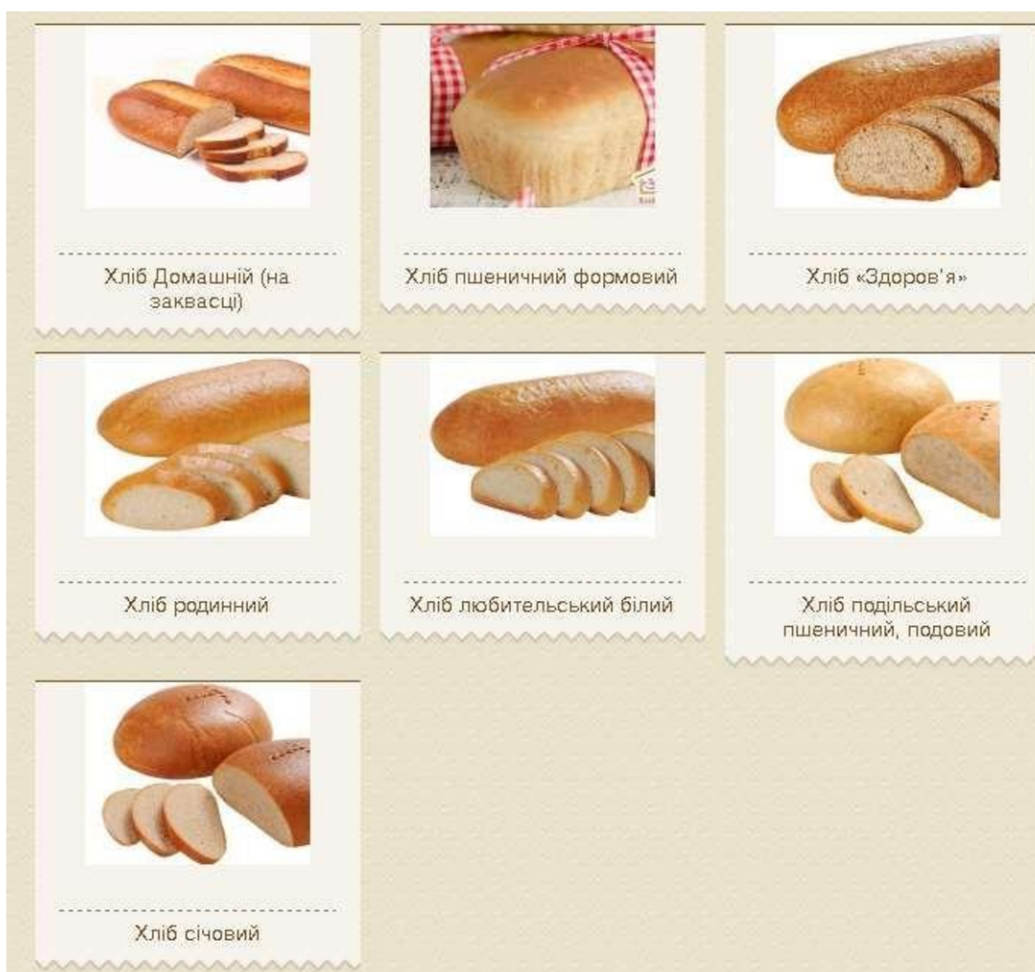 Хліб Домашній (на
заквасці)
Хліб пшеничний формовий
Хліб «Здоров'я»
Хліб родинний
Хліб любительський білий
Хліб подільський
пшеничний, подовий
Хліб січовий